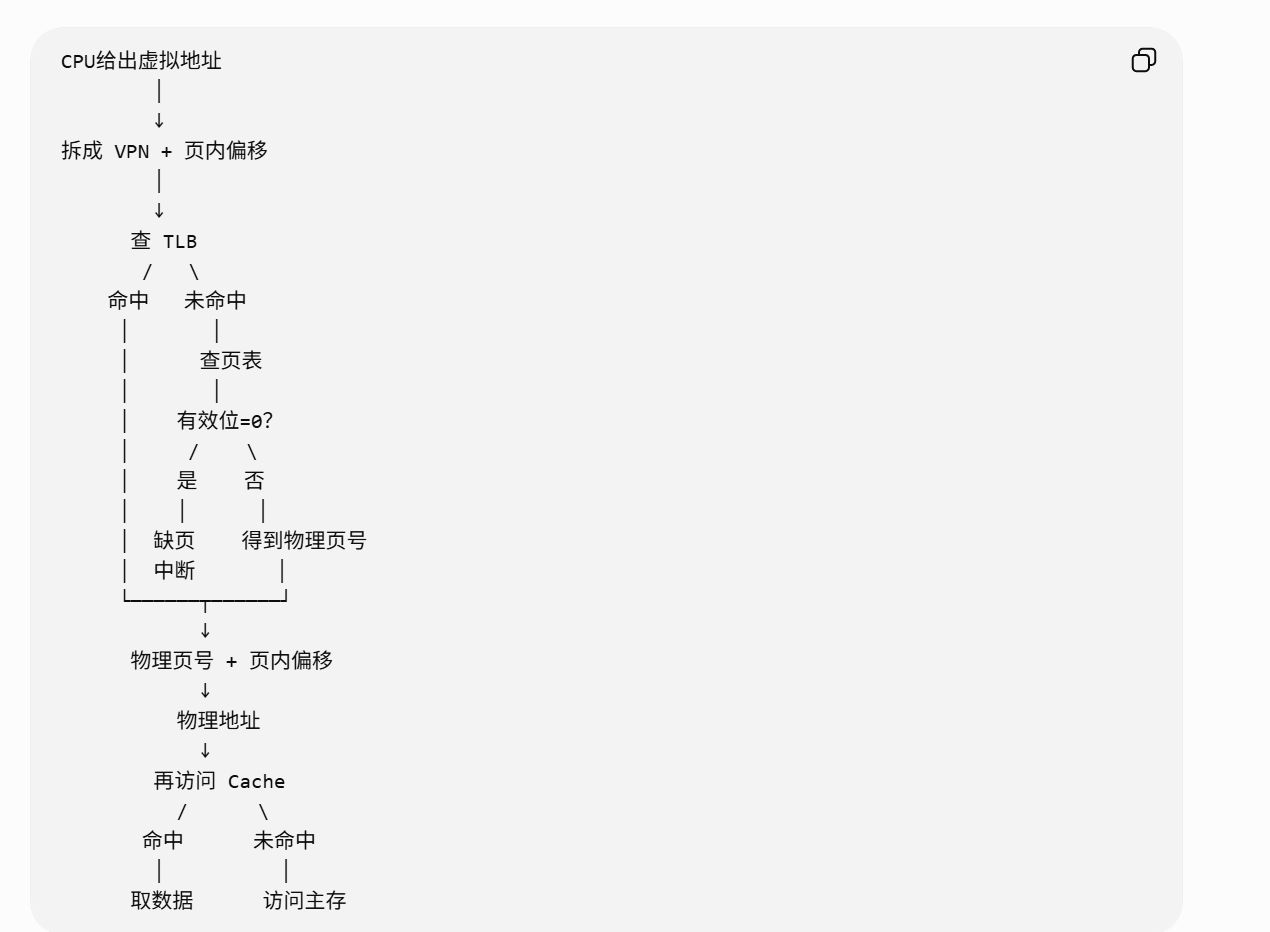 CPU给出虚拟地址
│
↓
拆成 VPN + 页内偏移
│
↓
查 TLB
/ \
命中 未命中
│ │
│ 查页表
│ │
│ 有效位=0？
│ / \
│ 是 否
│ │ │
│ 缺页 得到物理页号
│ 中断 │
└──────┬──────┘
↓
物理页号 + 页内偏移
↓
物理地址
↓
再访问 Cache
/ \
命中 未命中
│ │
取数据 访问主存